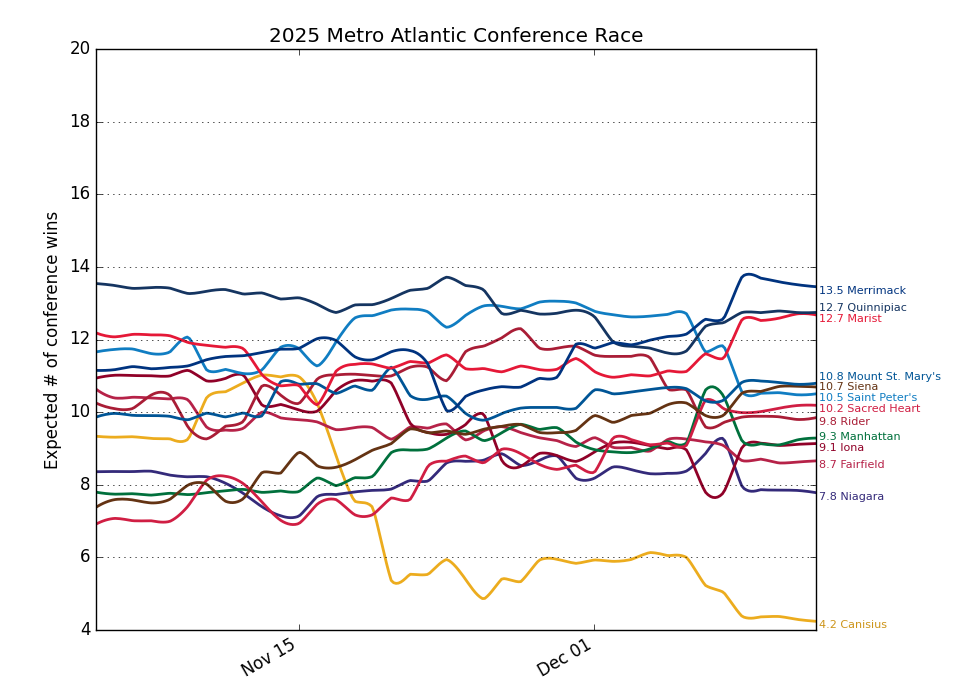 2025 Metro Atlantic Conference Race
Expected # of conference wins
20
18
16
14
12
10
8
6
4
Nov 15
Dec 01
13.5 Merrimack
12.7 Quinnipiac
12.7 Marist
10.8 Mount St. Mary's
10.7 Siena
10.5 Saint Peter's
10.2 Sacred Heart
9.8 Rider
9.3 Manhattan
9.1 Iona
8.7 Fairfield
7.8 Niagara
4.2 Canisius